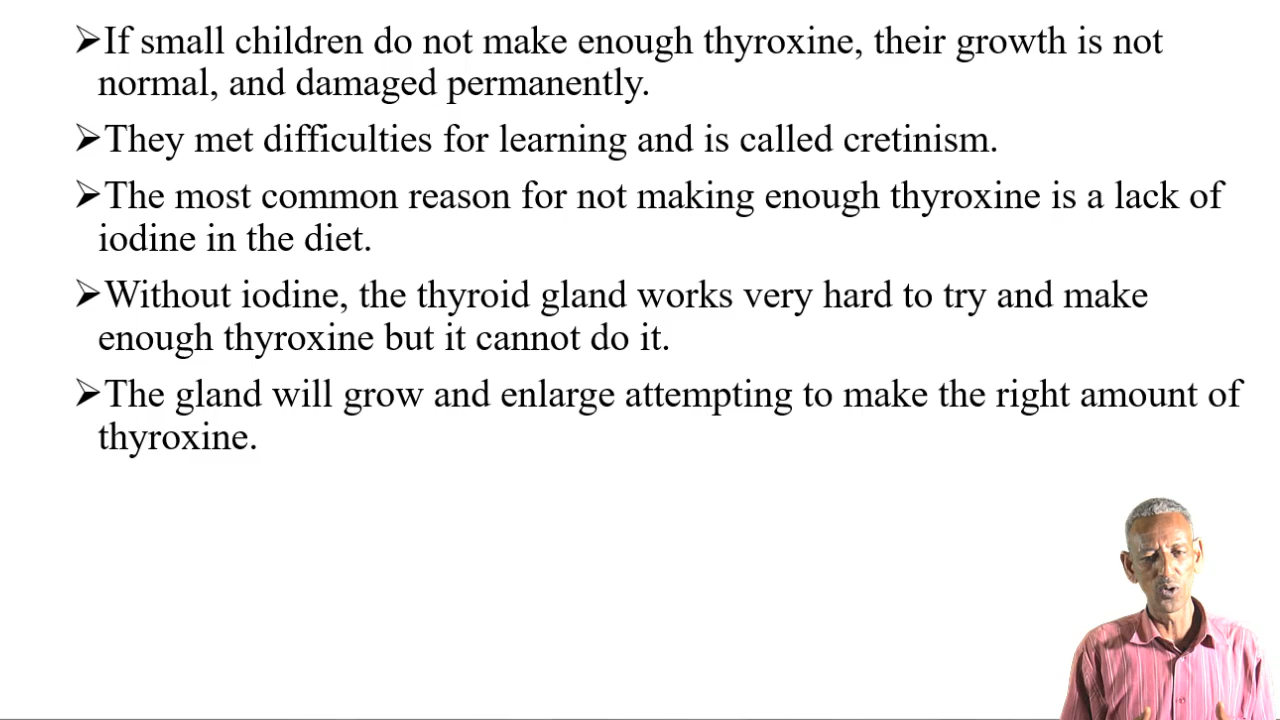 ➢If small children do not make enough thyroxine, their growth is not
normal, and damaged permanently.
➢They met difficulties for learning and is called cretinism.
➢The most common reason for not making enough thyroxine is a lack of
iodine in the diet.
➢Without iodine, the thyroid gland works very hard to try and make
enough thyroxine but it cannot do it.
➢The gland will grow and enlarge attempting to make the right amount of
thyroxine.